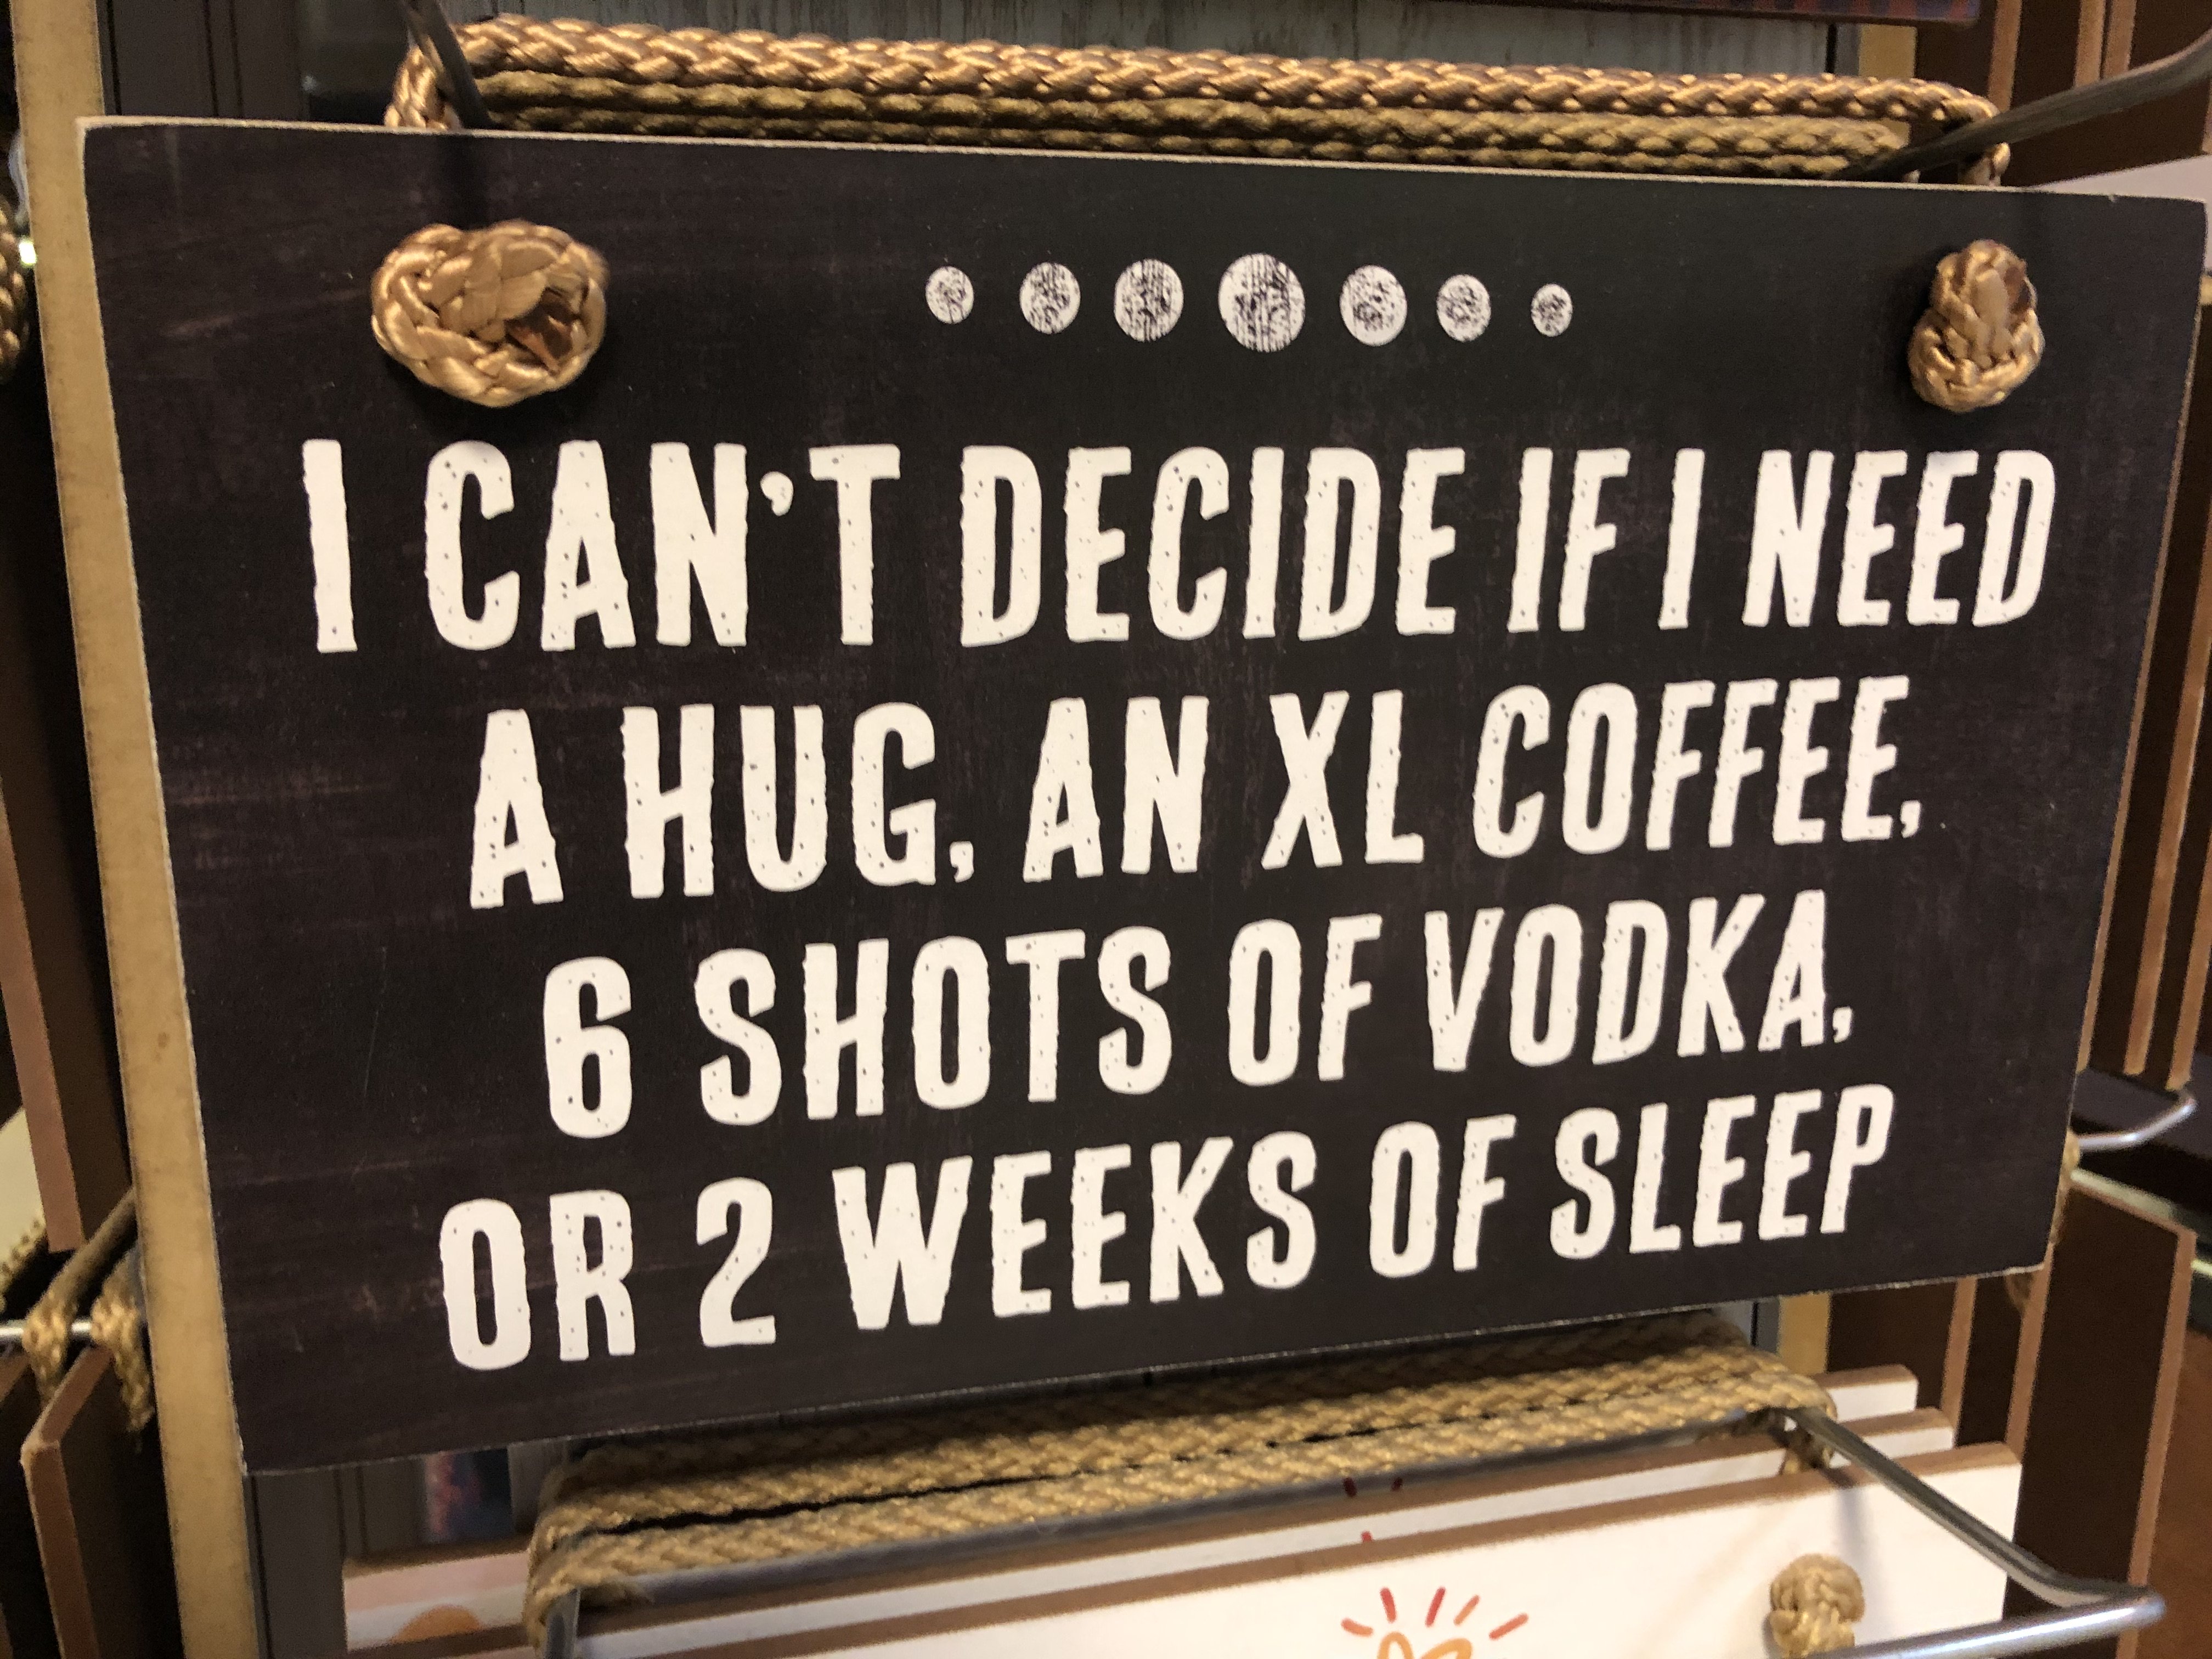 I CAN'T DECIDE IF I NEED
A HUG, AN XL COFFEE,
6 SHOTS OF VODKA,
OR 2 WEEKS OF SLEEP